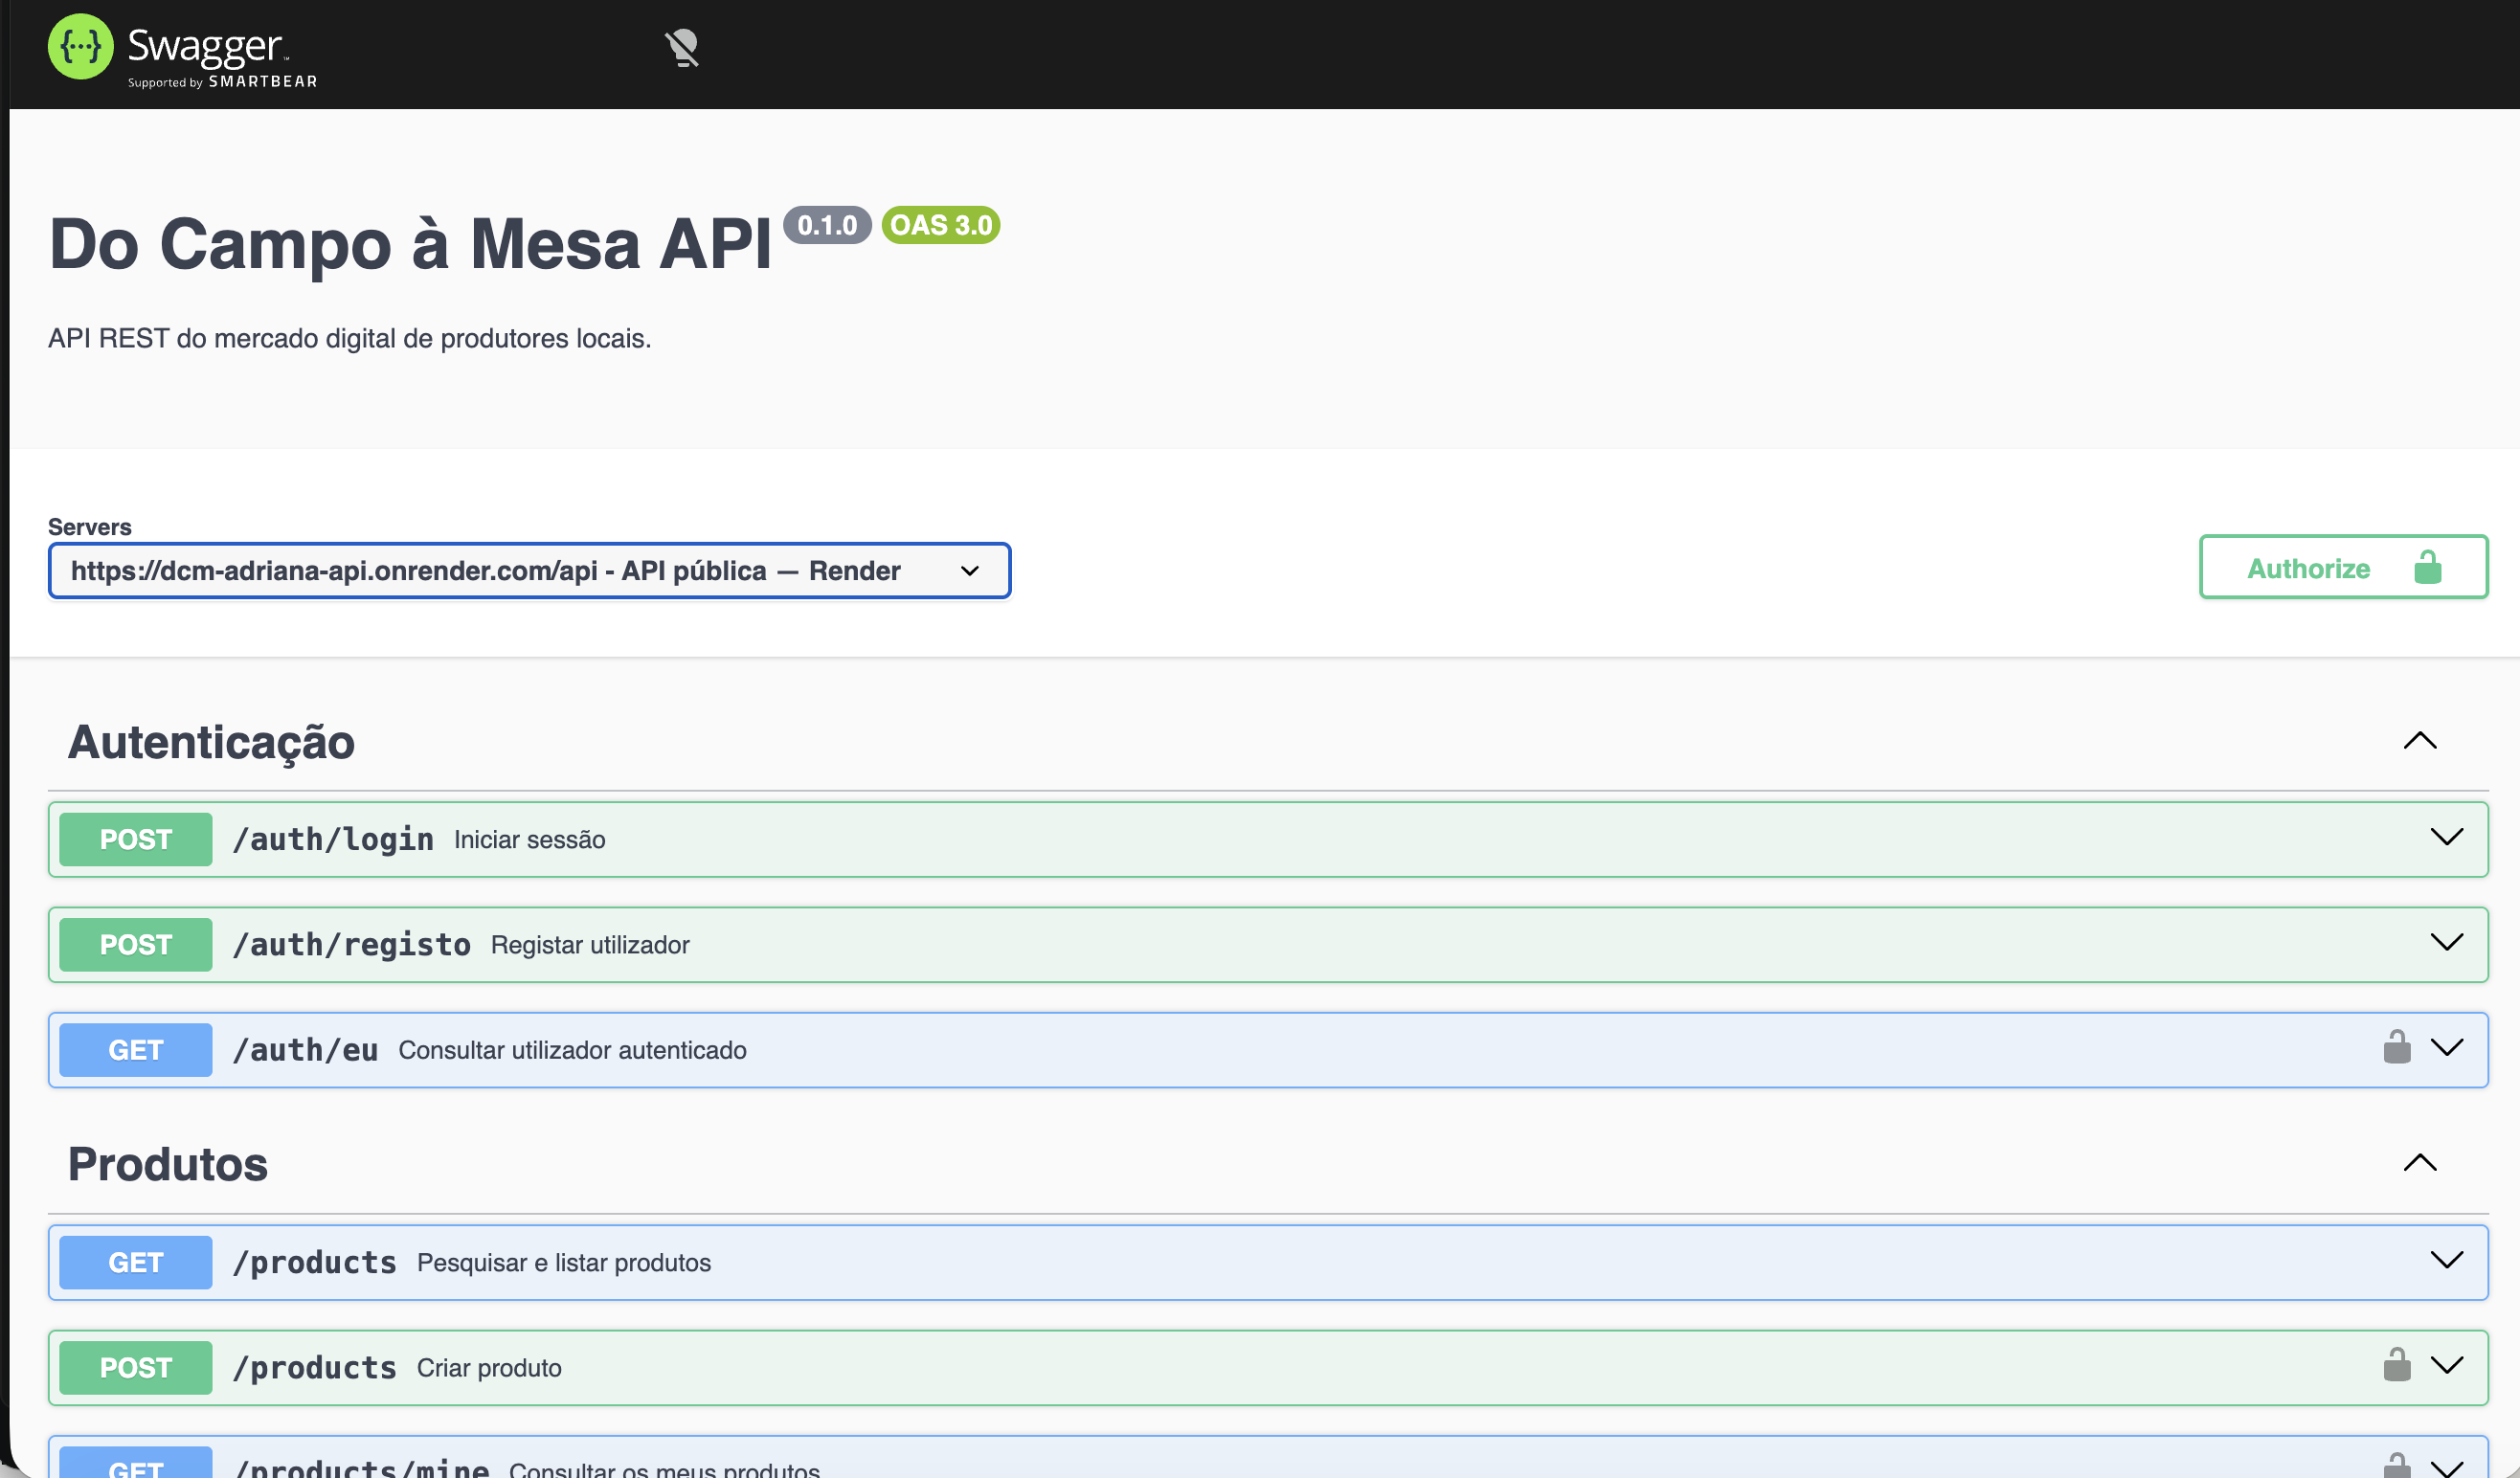 Swagger™
Supported by SMARTBEAR
Do Campo à Mesa API 0.1.0 OAS 3.0
API REST do mercado digital de produtores locais.
Servers
https://dcm-adriana-api.onrender.com/api - API pública — Render
Authorize
Autenticação
POST /auth/login Iniciar sessão
POST /auth/registo Registar utilizador
GET /auth/eu Consultar utilizador autenticado
Produtos
GET /products Pesquisar e listar produtos
POST /products Criar produto
GET /products/mine Consultar os meus produtos